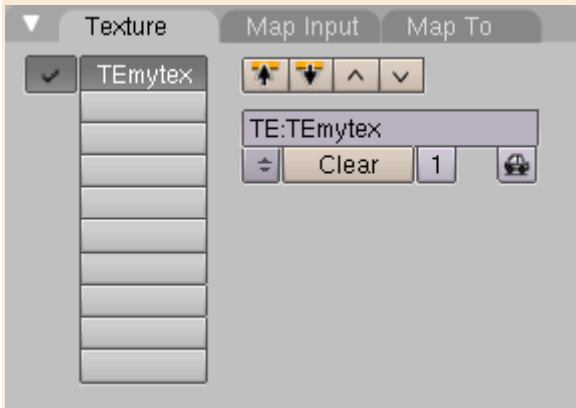 Texture Map Input Map To
TEmytex
TE:TEmytex
Clear 1